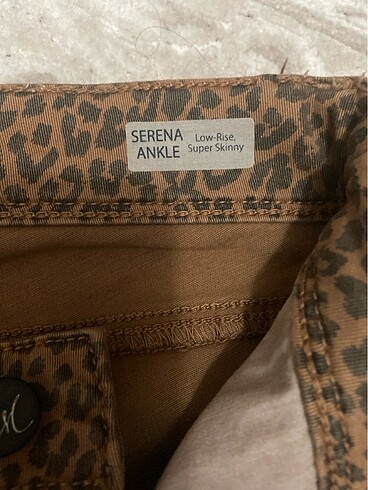 SERENA
ANKLE
Low-Rise,
Super Skinny